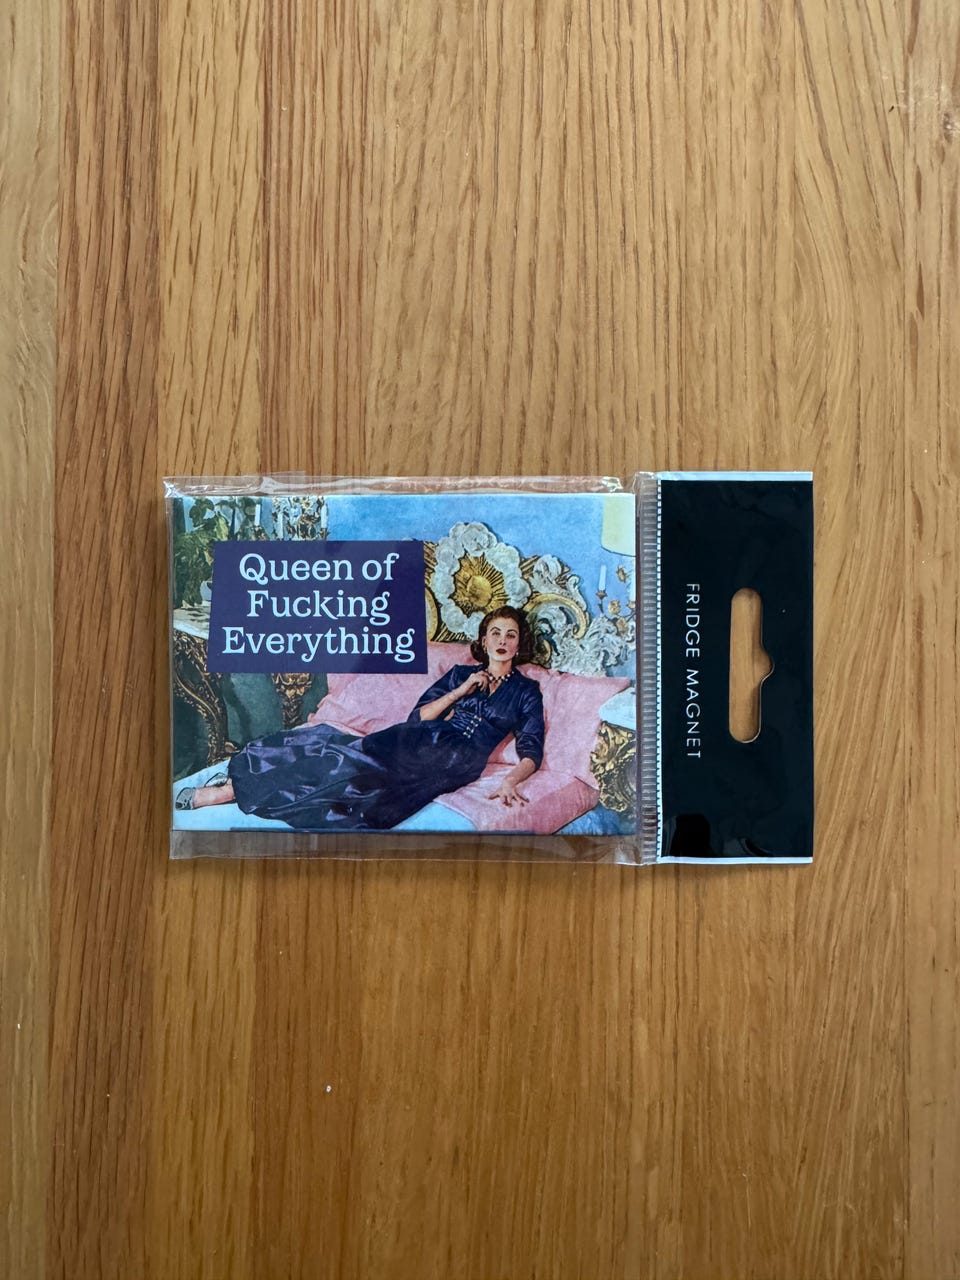 Queen of
Fucking
Everything
FRIDGE MAGNET